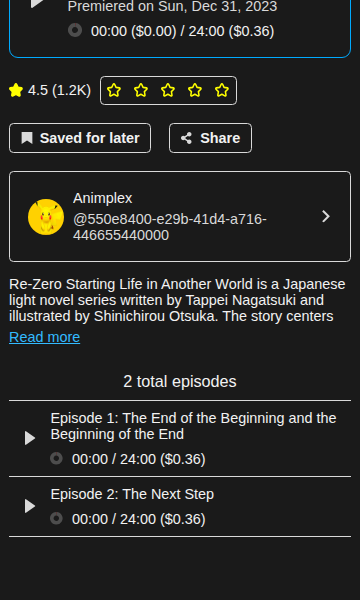 Premiered on Sun, Dec 31, 2023
00:00 ($0.00) / 24:00 ($0.36)
4.5 (1.2K)
Saved for later
Share
Animplex
@550e8400-e29b-41d4-a716-
446655440000
Re-Zero Starting Life in Another World is a Japanese
light novel series written by Tappei Nagatsuki and
illustrated by Shinichirou Otsuka. The story centers
Read more
2 total episodes
Episode 1: The End of the Beginning and the
Beginning of the End
00:00 / 24:00 ($0.36)
Episode 2: The Next Step
00:00 / 24:00 ($0.36)